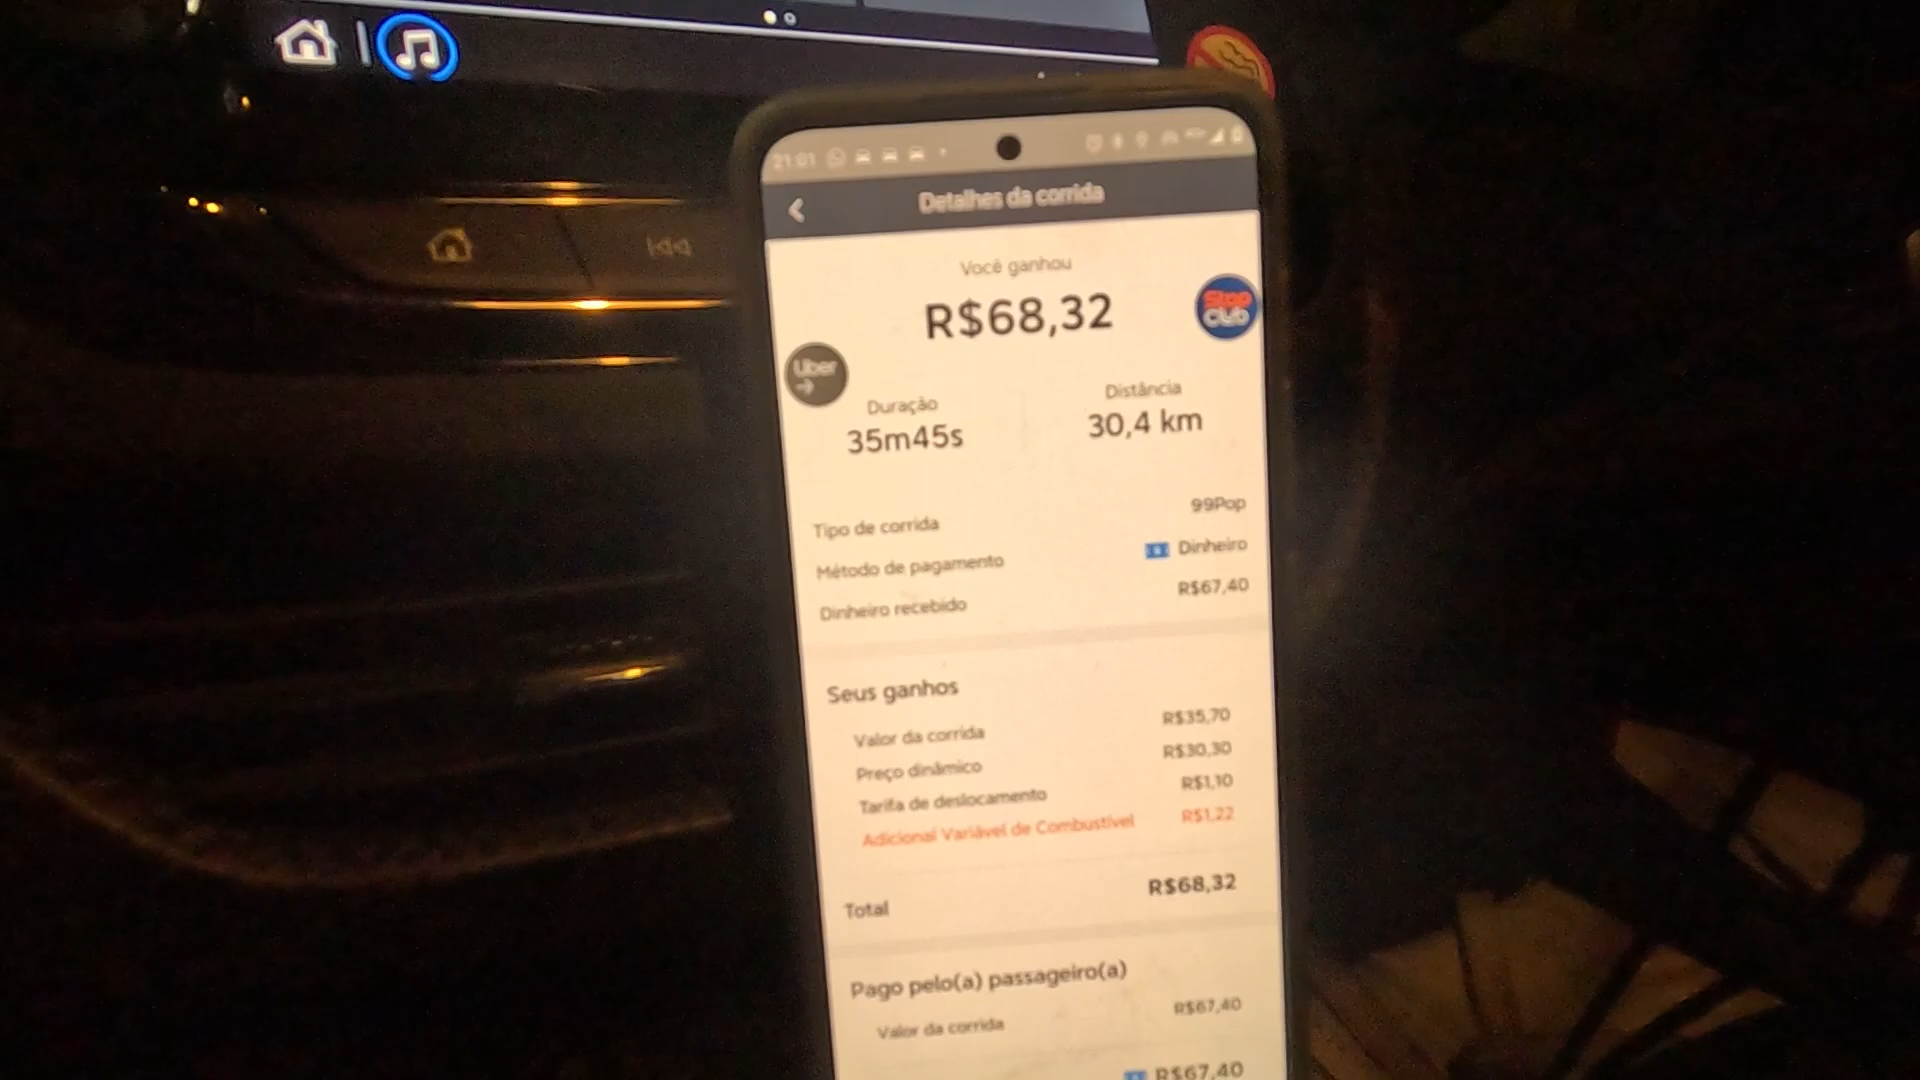 21:01
Detalhes da corrida
Você ganhou
R$68,32
Stop
Club
Uber
Duração
35m45s
Distância
30,4 km
Tipo de corrida 99Pop
Método de pagamento Dinheiro
Dinheiro recebido R$67,40
Seus ganhos
Valor da corrida R$35,70
Preço dinâmico R$30,30
Tarifa de deslocamento R$1,10
Adicional Variável de Combustível R$1,22
Total R$68,32
Pago pelo(a) passageiro(a)
Valor da corrida R$67,40
R$67,40